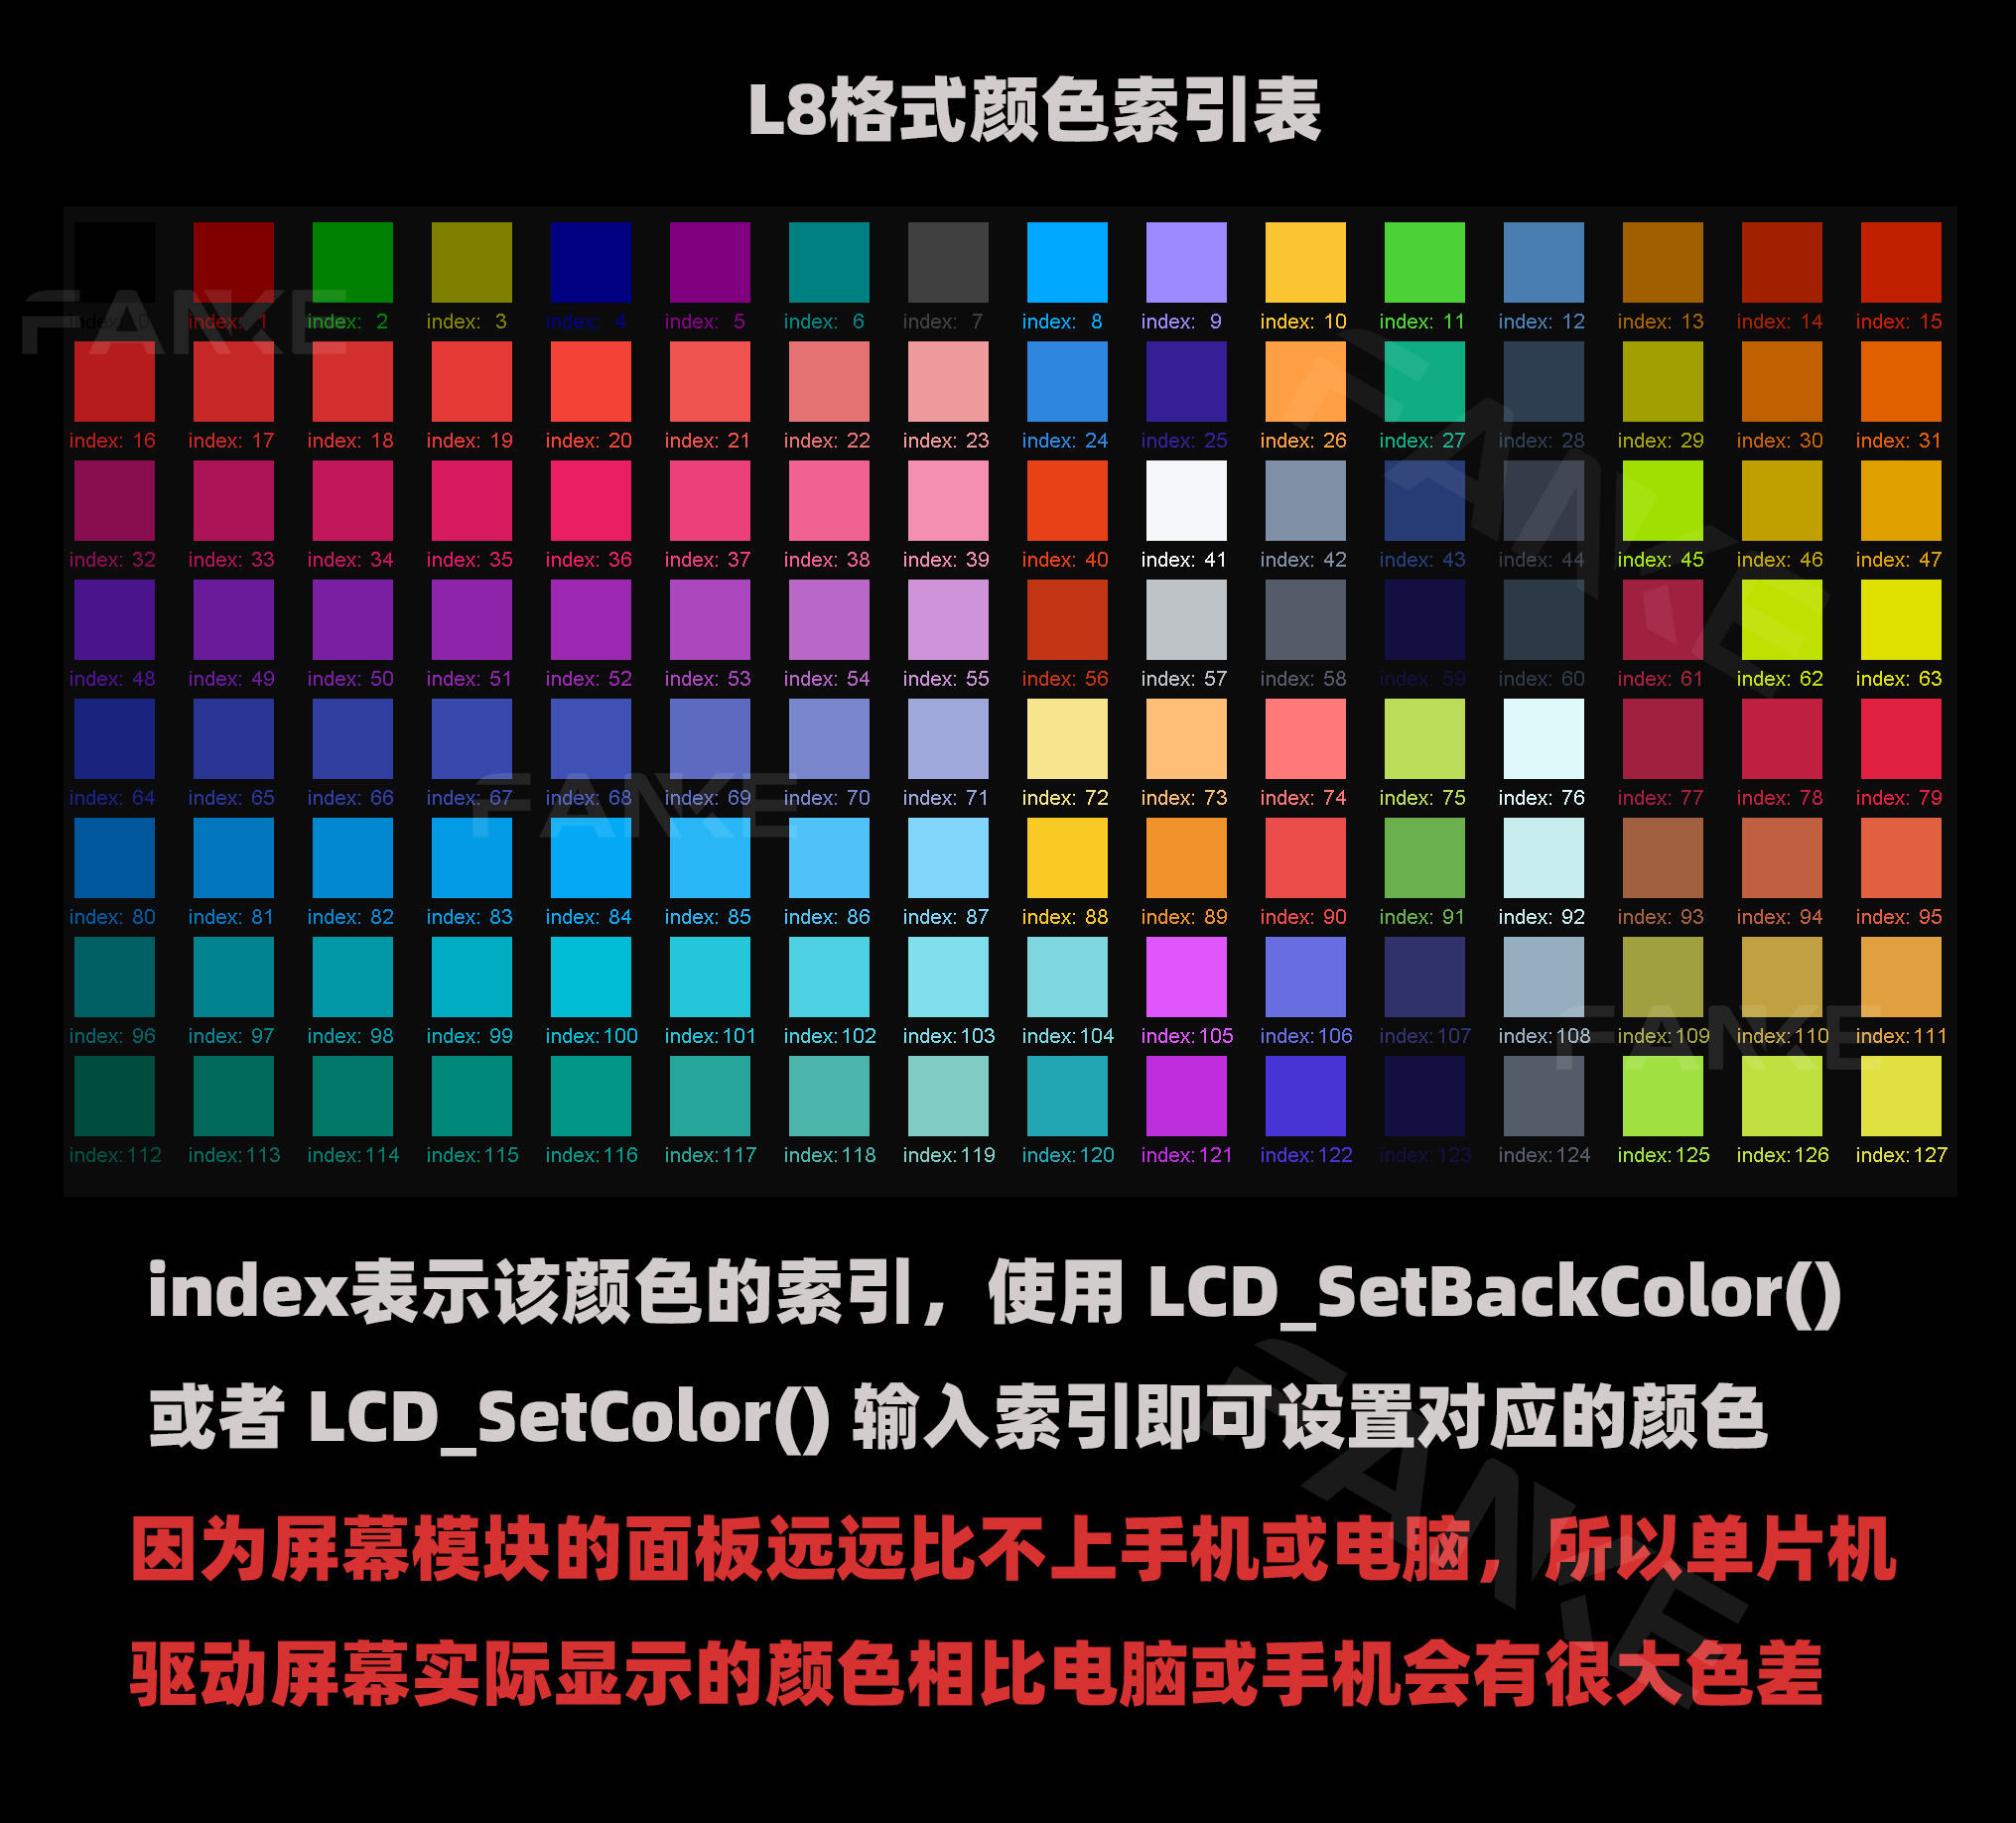 L8格式颜色索引表
index: 0 index: 1 index: 2 index: 3 index: 4 index: 5 index: 6 index: 7 index: 8 index: 9 index: 10 index: 11 index: 12 index: 13 index: 14 index: 15
FANKE
index: 16 index: 17 index: 18 index: 19 index: 20 index: 21 index: 22 index: 23 index: 24 index: 25 index: 26 index: 27 index: 28 index: 29 index: 30 index: 31
FANKE
index: 32 index: 33 index: 34 index: 35 index: 36 index: 37 index: 38 index: 39 index: 40 index: 41 index: 42 index: 43 index: 44 index: 45 index: 46 index: 47
index: 48 index: 49 index: 50 index: 51 index: 52 index: 53 index: 54 index: 55 index: 56 index: 57 index: 58 index: 59 index: 60 index: 61 index: 62 index: 63
index: 64 index: 65 index: 66 index: 67 index: 68 index: 69 index: 70 index: 71 index: 72 index: 73 index: 74 index: 75 index: 76 index: 77 index: 78 index: 79
FANKE
index: 80 index: 81 index: 82 index: 83 index: 84 index: 85 index: 86 index: 87 index: 88 index: 89 index: 90 index: 91 index: 92 index: 93 index: 94 index: 95
index: 96 index: 97 index: 98 index: 99 index:100 index:101 index:102 index:103 index:104 index:105 index:106 index:107 index:108 index:109 index:110 index:111
FANKE
index:112 index:113 index:114 index:115 index:116 index:117 index:118 index:119 index:120 index:121 index:122 index:123 index:124 index:125 index:126 index:127
index表示该颜色的索引，使用 LCD_SetBackColor()
或者 LCD_SetColor() 输入索引即可设置对应的颜色
FANKE
因为屏幕模块的面板远远比不上手机或电脑，所以单片机
驱动屏幕实际显示的颜色相比电脑或手机会有很大色差